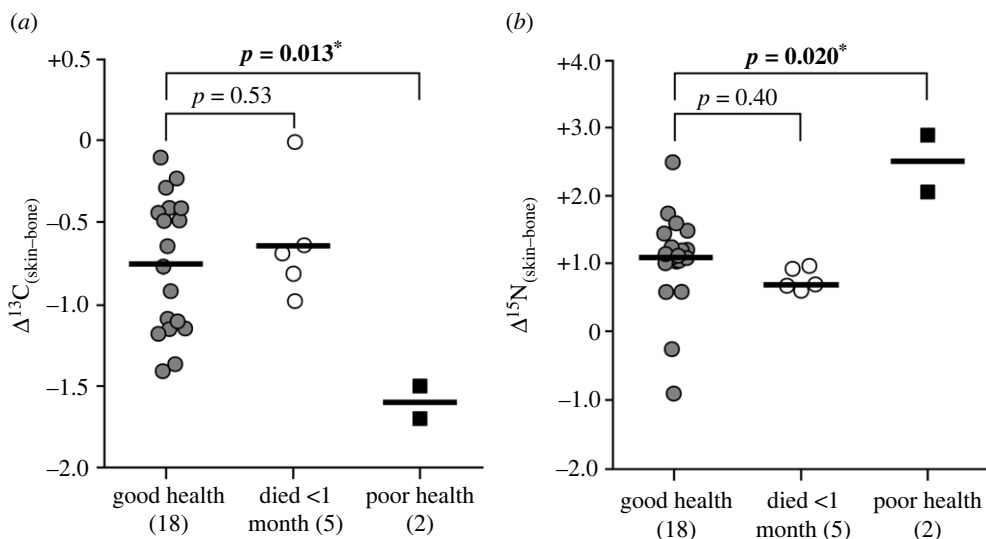 (a)
p = 0.013*
p = 0.53
+0.5
0
–0.5
–1.0
–1.5
–2.0
Δ¹³C(skin–bone)
good health
(18)
died <1
month (5)
poor health
(2)
(b)
p = 0.020*
p = 0.40
+4.0
+3.0
+2.0
+1.0
0
–1.0
–2.0
Δ¹⁵N(skin–bone)
good health
(18)
died <1
month (5)
poor health
(2)